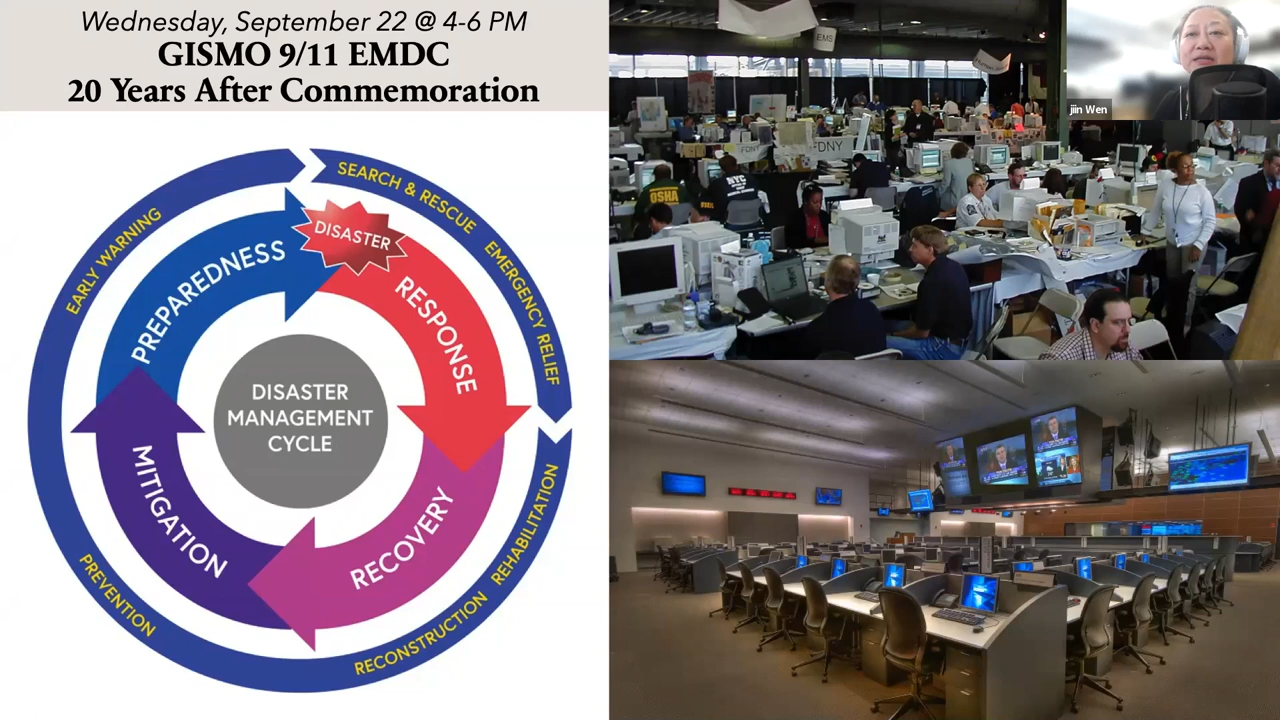 Wednesday, September 22 @ 4-6 PM
GISMO 9/11 EMDC
20 Years After Commemoration
EARLY WARNING
SEARCH & RESCUE
EMERGENCY RELIEF
PREPAREDNESS
DISASTER
RESPONSE
DISASTER
MANAGEMENT
CYCLE
MITIGATION
RECOVERY
PREVENTION
RECONSTRUCTION
REHABILITATION
EMS
FDNY
FDNY
OSHA
NYC
jiin Wen